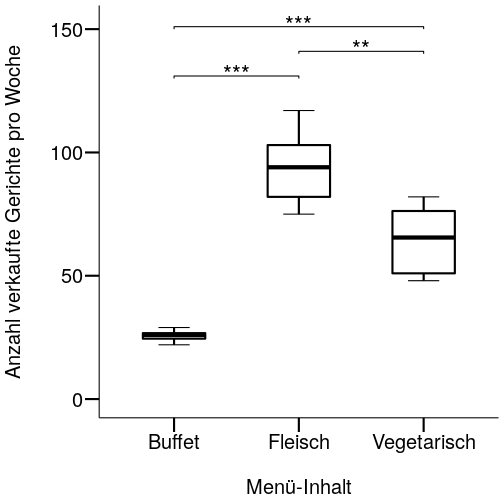 ***
***
**
150
100
50
0
Anzahl verkaufte Gerichte pro Woche
Buffet Fleisch Vegetarisch
Menü-Inhalt